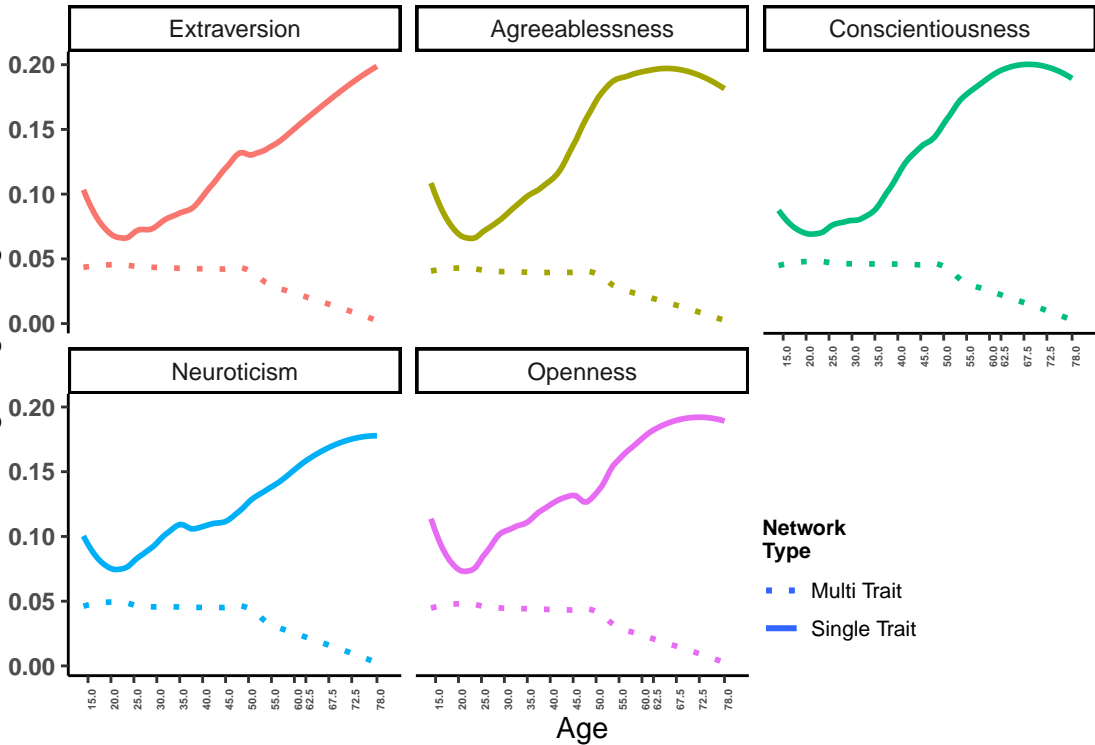 Extraversion Agreeablessness Conscientiousness
0.20
0.15
0.10
0.05
0.00
15.0 20.0 25.0 30.0 35.0 40.0 45.0 50.0 55.0 60.0 62.5 67.5 72.5 78.0
Neuroticism Openness
0.20
0.15
0.10
0.05
0.00
15.0 20.0 25.0 30.0 35.0 40.0 45.0 50.0 55.0 60.0 62.5 67.5 72.5 78.0
15.0 20.0 25.0 30.0 35.0 40.0 45.0 50.0 55.0 60.0 62.5 67.5 72.5 78.0
Age
Network
Type
Multi Trait
Single Trait